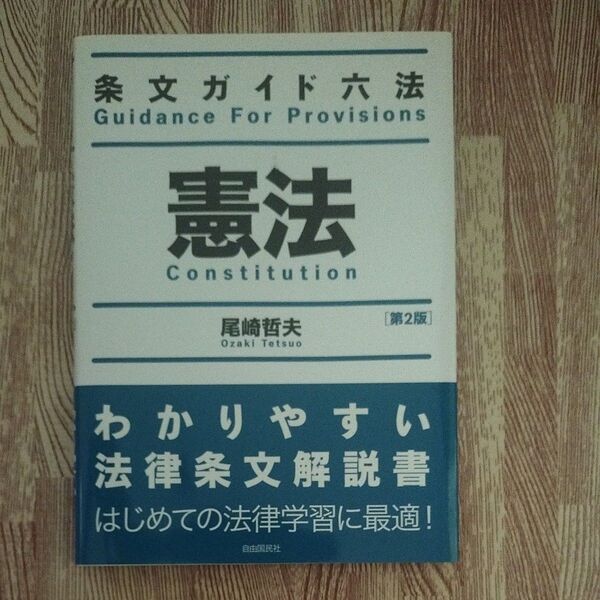 条文ガイド六法
Guidance For Provisions
憲法
Constitution
尾崎哲夫 [第2版]
Ozaki Tetsuo
わかりやすい
法律条文解説書
はじめての法律学習に最適!
自由国民社